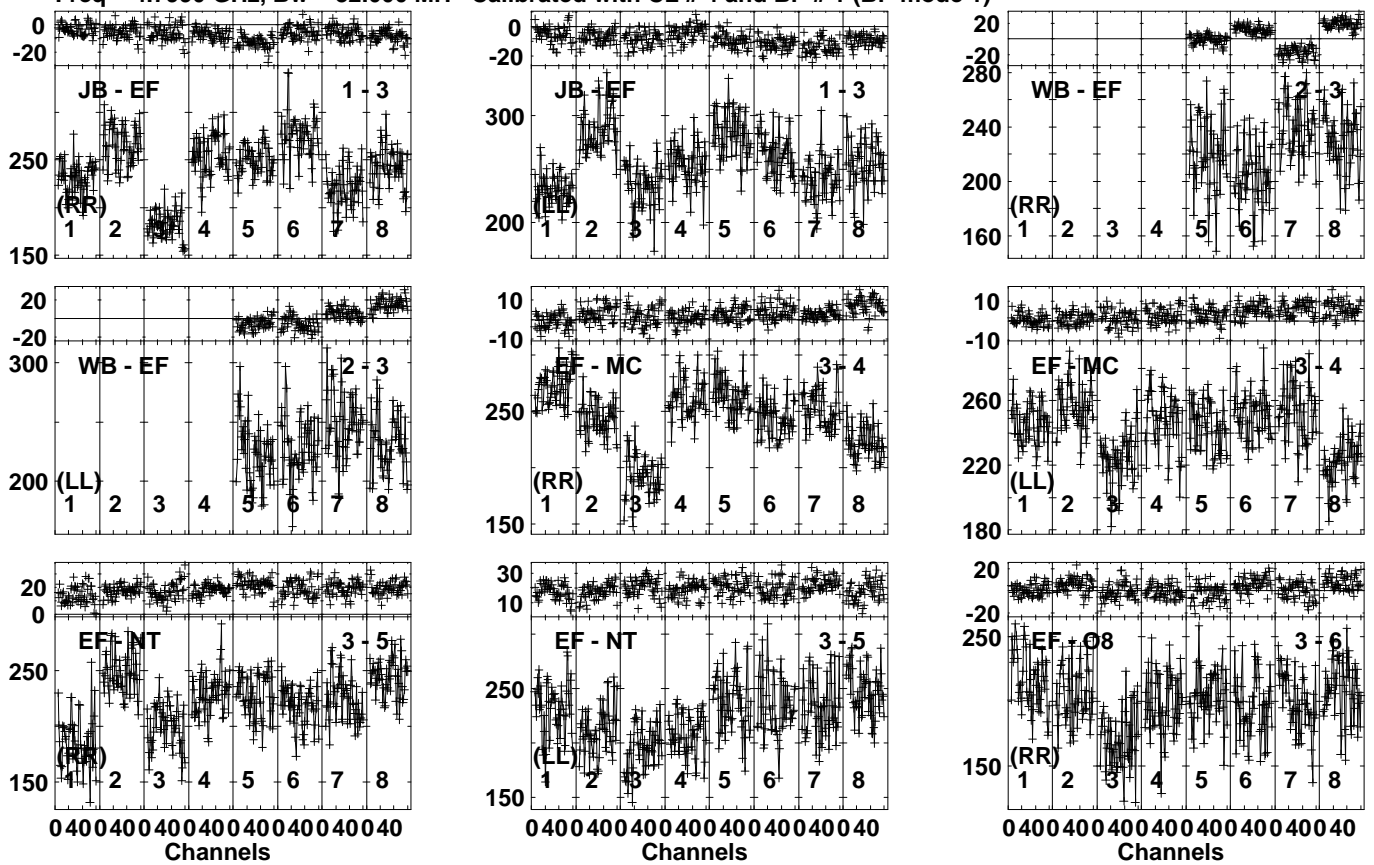 0 0 20
-20 -20 -20
JB - EF 1 - 3 JB - EF 1 - 3 WB - EF 2 - 3
280
300
240
250
200
200
(RR) (LL) (RR)
1 2 3 4 5 6 7 8 1 2 3 4 5 6 7 8 1 2 3 4 5 6 7 8
150 160
20 10 10
-20 -10 -10
300 WB - EF 2 - 3 EF - MC 3 - 4 EF - MC 3 - 4
250 260
220
200 (LL) (RR) (LL)
1 2 3 4 5 6 7 8 1 2 3 4 5 6 7 8 1 2 3 4 5 6 7 8
150 180
20 30 20
0 10 -20
EF - NT 3 - 5 EF - NT 3 - 5 EF - O8 3 - 6
250 250 250
(RR) (LL) (RR)
1 2 3 4 5 6 7 8 1 2 3 4 5 6 7 8 1 2 3 4 5 6 7 8
150 150 150
0 40 0 40 0 40 0 40 0 40 0 40 0 40 0 40 0 40 0 40 0 40 0 40 0 40 0 40 0 40 0 40 0 40 0 40 0 40 0 40 0 40 0 40 0 40 0 40
Channels Channels Channels